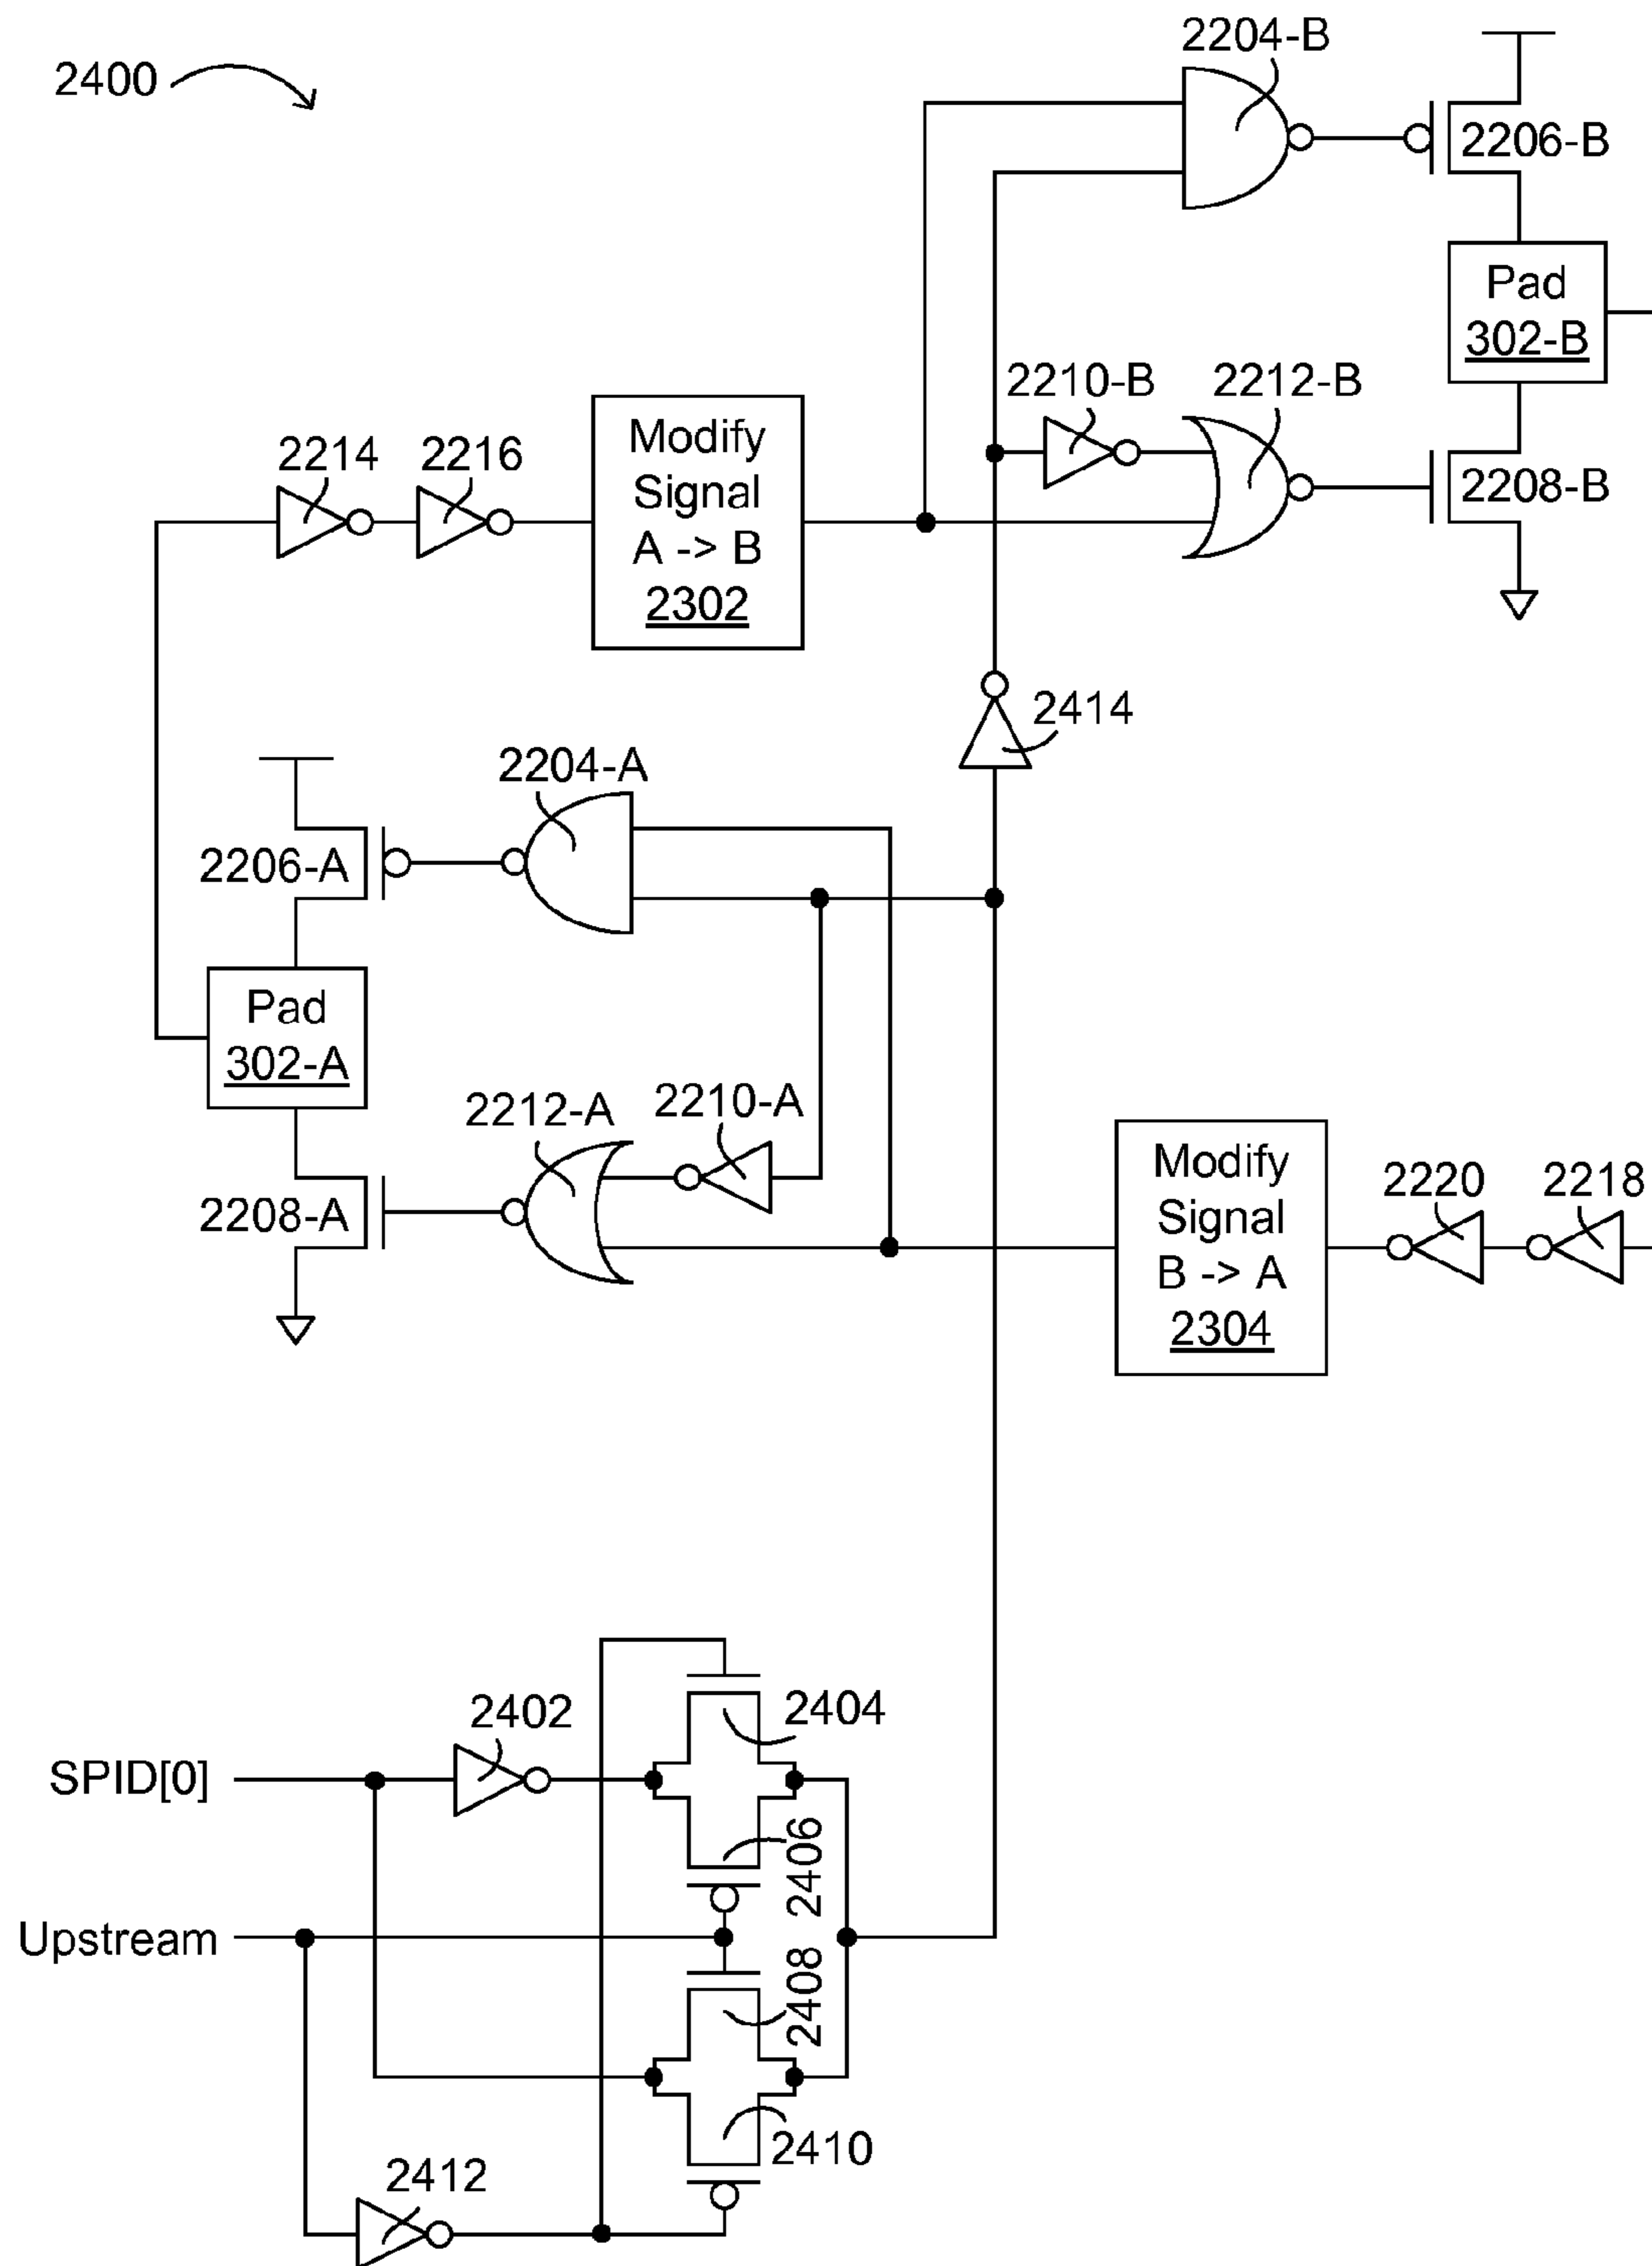 2400
2204-B
2206-B
Pad
302-B
2210-B
2212-B
2208-B
2214
2216
Modify
Signal
A -> B
2302
2414
2204-A
2206-A
Pad
302-A
2212-A
2210-A
2208-A
Modify
Signal
B -> A
2304
2220
2218
2402
2404
SPID[0]
2406
Upstream
2408
2410
2412